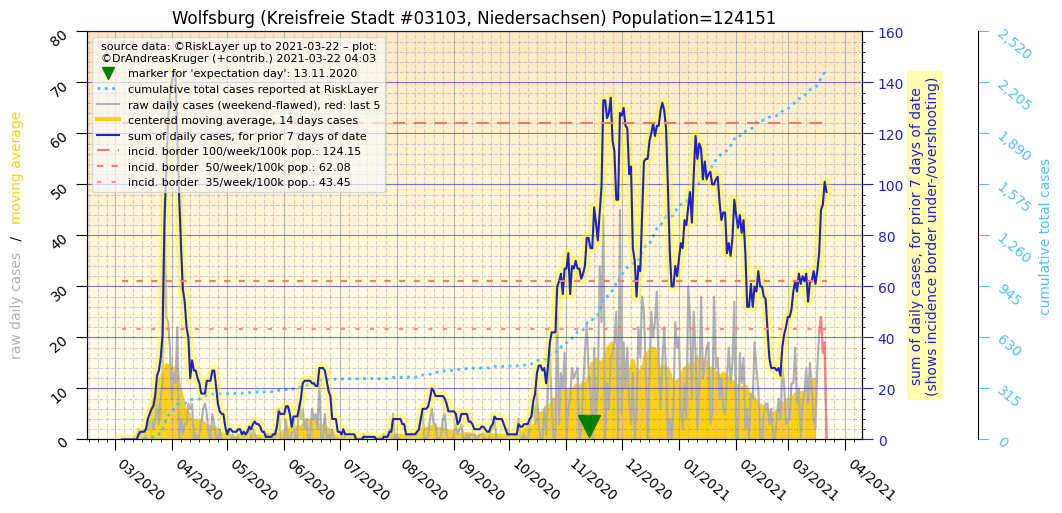 Wolfsburg (Kreisfreie Stadt #03103, Niedersachsen) Population=124151
source data: ©RiskLayer up to 2021-03-22 – plot:
©DrAndreasKruger (+contrib.) 2021-03-22 04:03
marker for 'expectation day': 13.11.2020
cumulative total cases reported at RiskLayer
raw daily cases (weekend-flawed), red: last 5
centered moving average, 14 days cases
sum of daily cases, for prior 7 days of date
incid. border 100/week/100k pop.: 124.15
incid. border  50/week/100k pop.: 62.08
incid. border  35/week/100k pop.: 43.45
raw daily cases / moving average
80
70
60
50
40
30
20
10
0
160
140
120
100
80
60
40
20
0
sum of daily cases, for prior 7 days of date
(shows incidence border under-/overshooting)
2,520
2,205
1,890
1,575
1,260
945
630
315
0
cumulative total cases
03/2020
04/2020
05/2020
06/2020
07/2020
08/2020
09/2020
10/2020
11/2020
12/2020
01/2021
02/2021
03/2021
04/2021